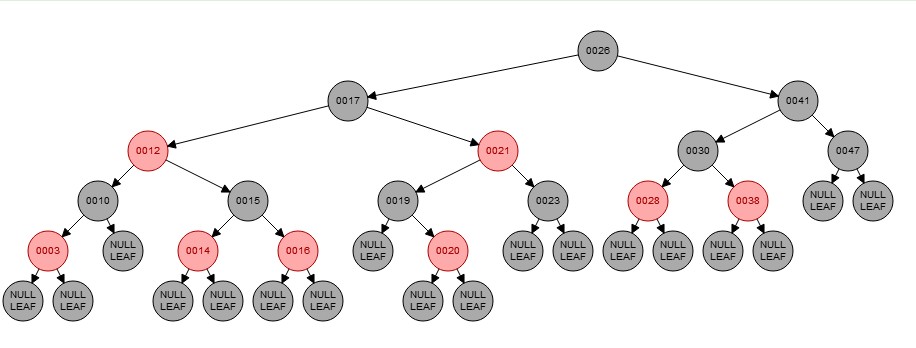 0026
0017
0041
0012
0021
0030
0047
0010
0015
0019
0023
0028
0038
NULL
LEAF
NULL
LEAF
0003
NULL
LEAF
0014
0016
NULL
LEAF
0020
NULL
LEAF
NULL
LEAF
NULL
LEAF
NULL
LEAF
NULL
LEAF
NULL
LEAF
NULL
LEAF
NULL
LEAF
NULL
LEAF
NULL
LEAF
NULL
LEAF
NULL
LEAF
NULL
LEAF
NULL
LEAF